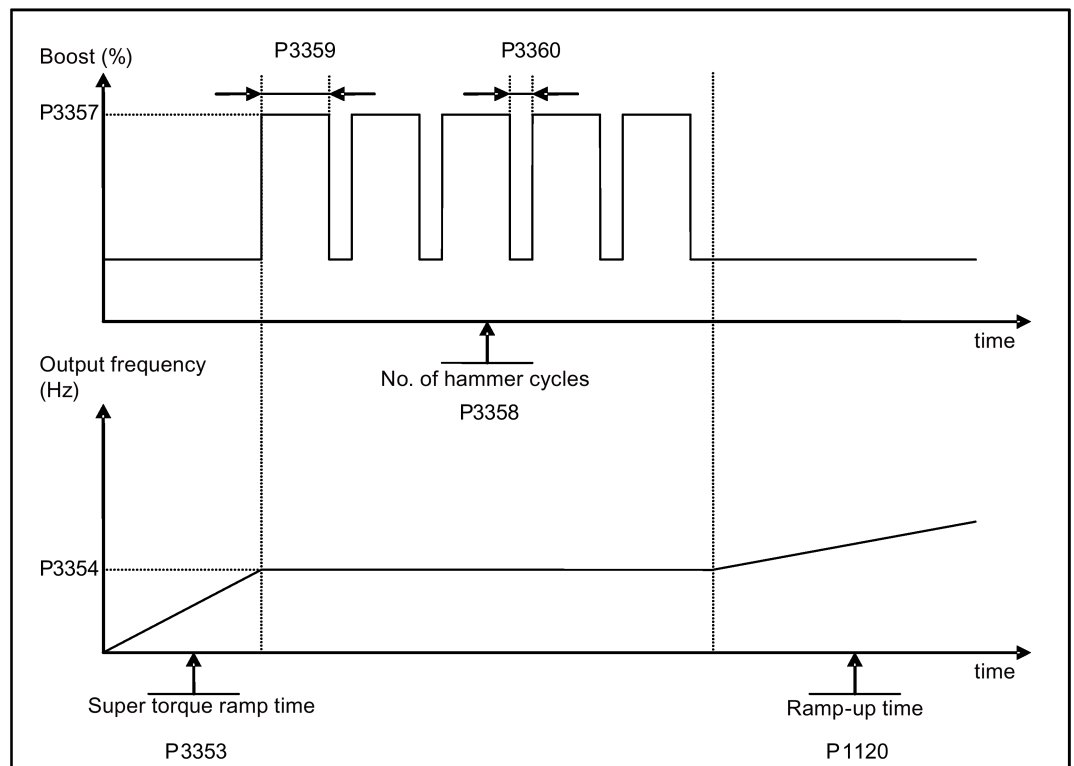 Boost (%)
P3359
P3360
P3357
time
No. of hammer cycles
P3358
Output frequency
(Hz)
P3354
time
Super torque ramp time
P3353
Ramp-up time
P1120